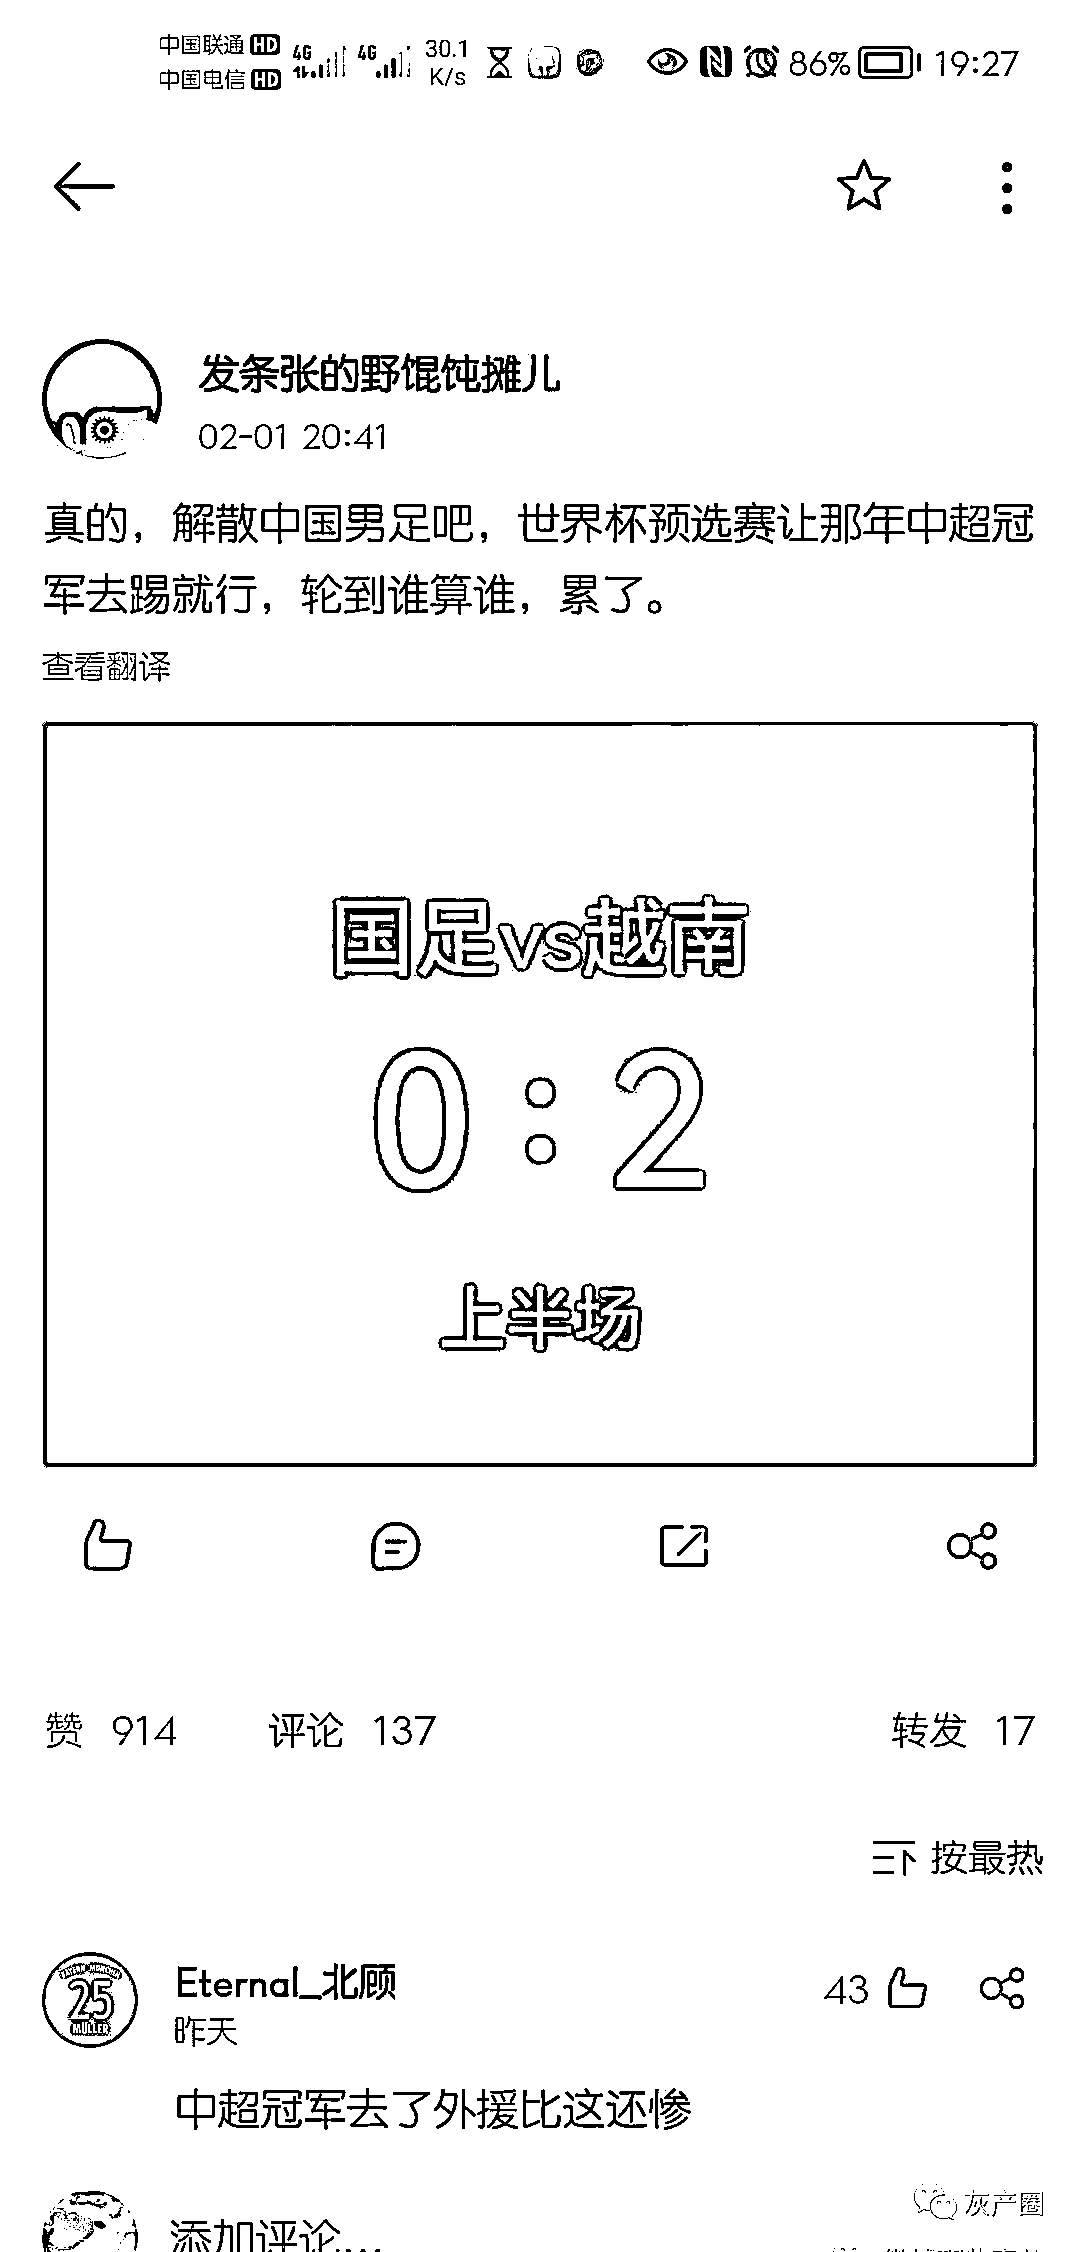 中国联通 HD 4G 4G 30.1 86% 19:27
中国电信 HD K/s
发条张的野馄饨摊儿
02-01 20:41
真的，解散中国男足吧，世界杯预选赛让那年中超冠
军去踢就行，轮到谁算谁，累了。
查看翻译
国足vs越南
0:2
上半场
赞 914 评论 137 转发 17
按最热
Eternal_北顾 43
昨天
25
MULLER
中超冠军去了外援比这还惨
灰产圈
添加评论...